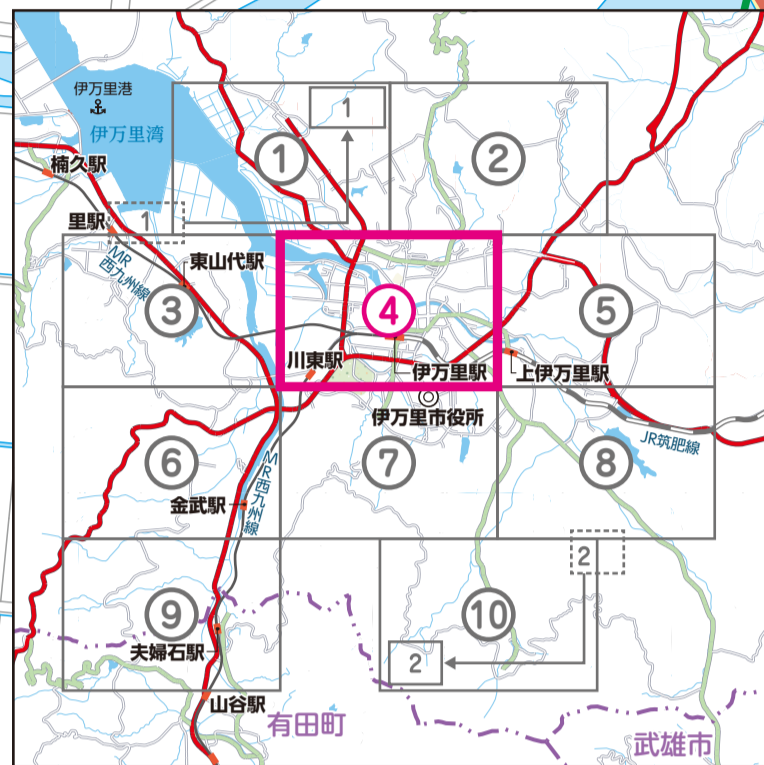 伊万里港
伊万里湾
1
①
②
楠久駅
里駅
1
MR
西九州線
東山代駅
③
④
⑤
川東駅
伊万里駅
上伊万里駅
伊万里市役所
JR筑肥線
⑥
⑦
⑧
MR西九州線
金武駅
2
⑨
⑩
夫婦石駅
2
山谷駅
有田町
武雄市